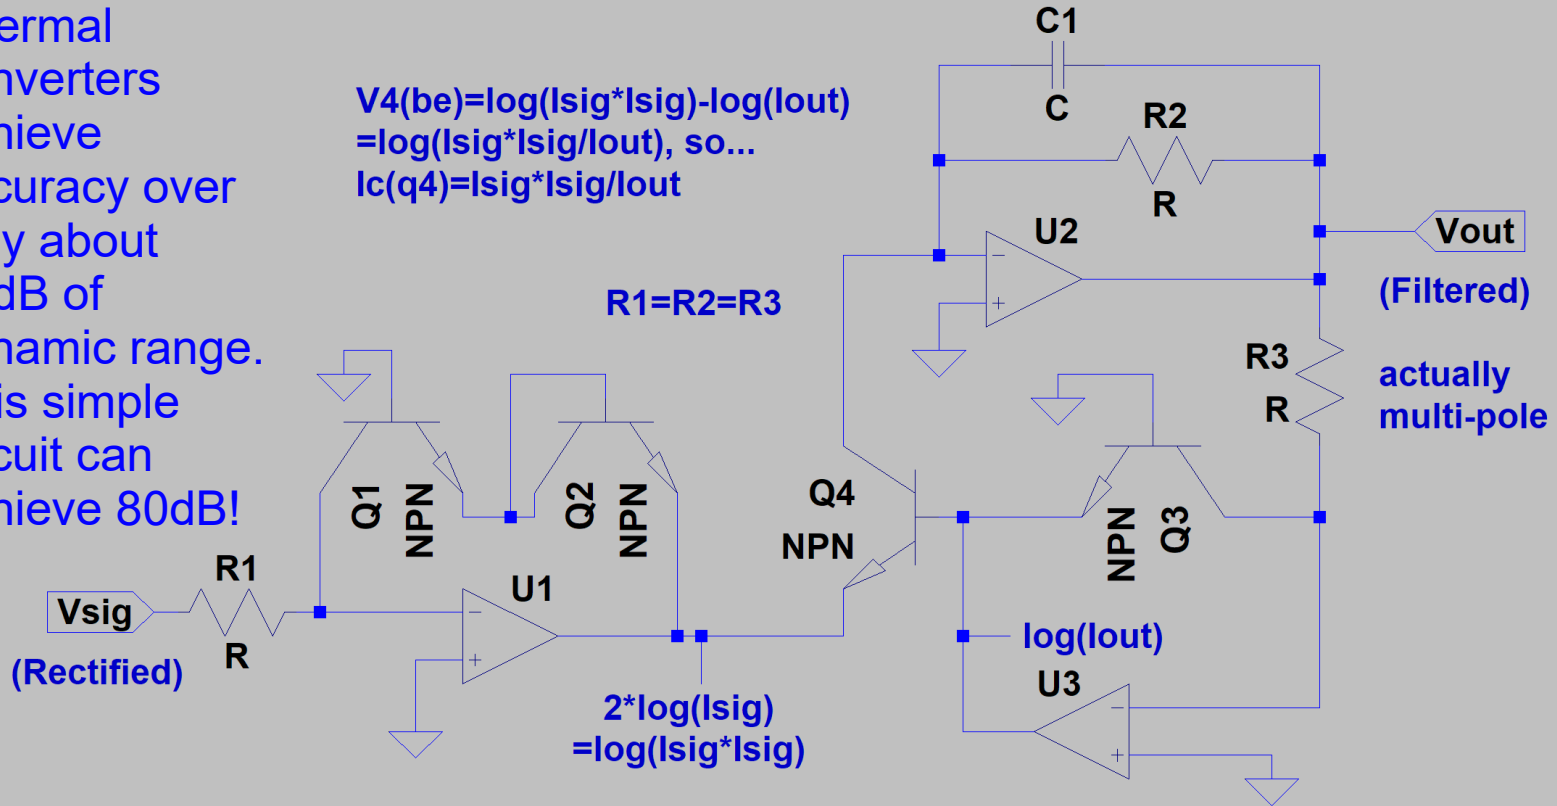 ermal
nverters
hieve
curacy over
y about
dB of
namic range.
is simple
cuit can
hieve 80dB!
V4(be)=log(Isig*Isig)-log(Iout)
=log(Isig*Isig/Iout), so...
Ic(q4)=Isig*Isig/Iout
R1=R2=R3
C1
C
R2
R
U2
Vout
(Filtered)
R3
R
actually
multi-pole
Q1
NPN
Q2
NPN
Q4
NPN
NPN
Q3
R1
R
Vsig
(Rectified)
U1
2*log(Isig)
=log(Isig*Isig)
log(Iout)
U3